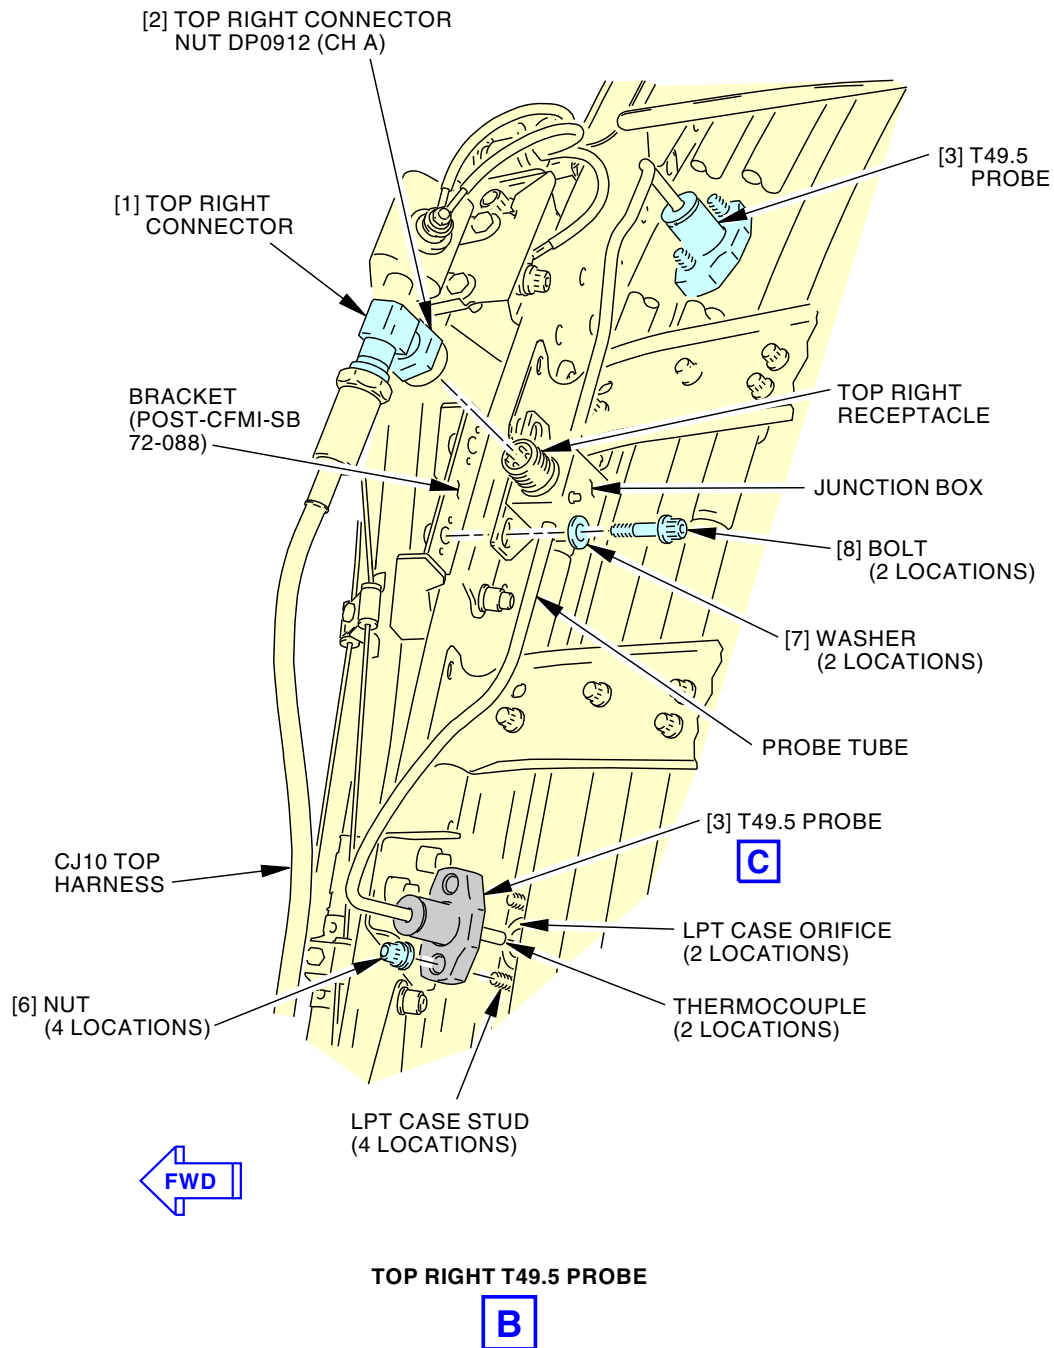 [2] TOP RIGHT CONNECTOR
NUT DP0912 (CH A)
[3] T49.5
PROBE
[1] TOP RIGHT
CONNECTOR
BRACKET
(POST-CFMI-SB
72-088)
TOP RIGHT
RECEPTACLE
JUNCTION BOX
[8] BOLT
(2 LOCATIONS)
[7] WASHER
(2 LOCATIONS)
PROBE TUBE
[3] T49.5 PROBE
C
CJ10 TOP
HARNESS
LPT CASE ORIFICE
(2 LOCATIONS)
[6] NUT
(4 LOCATIONS)
THERMOCOUPLE
(2 LOCATIONS)
LPT CASE STUD
(4 LOCATIONS)
FWD
TOP RIGHT T49.5 PROBE
B